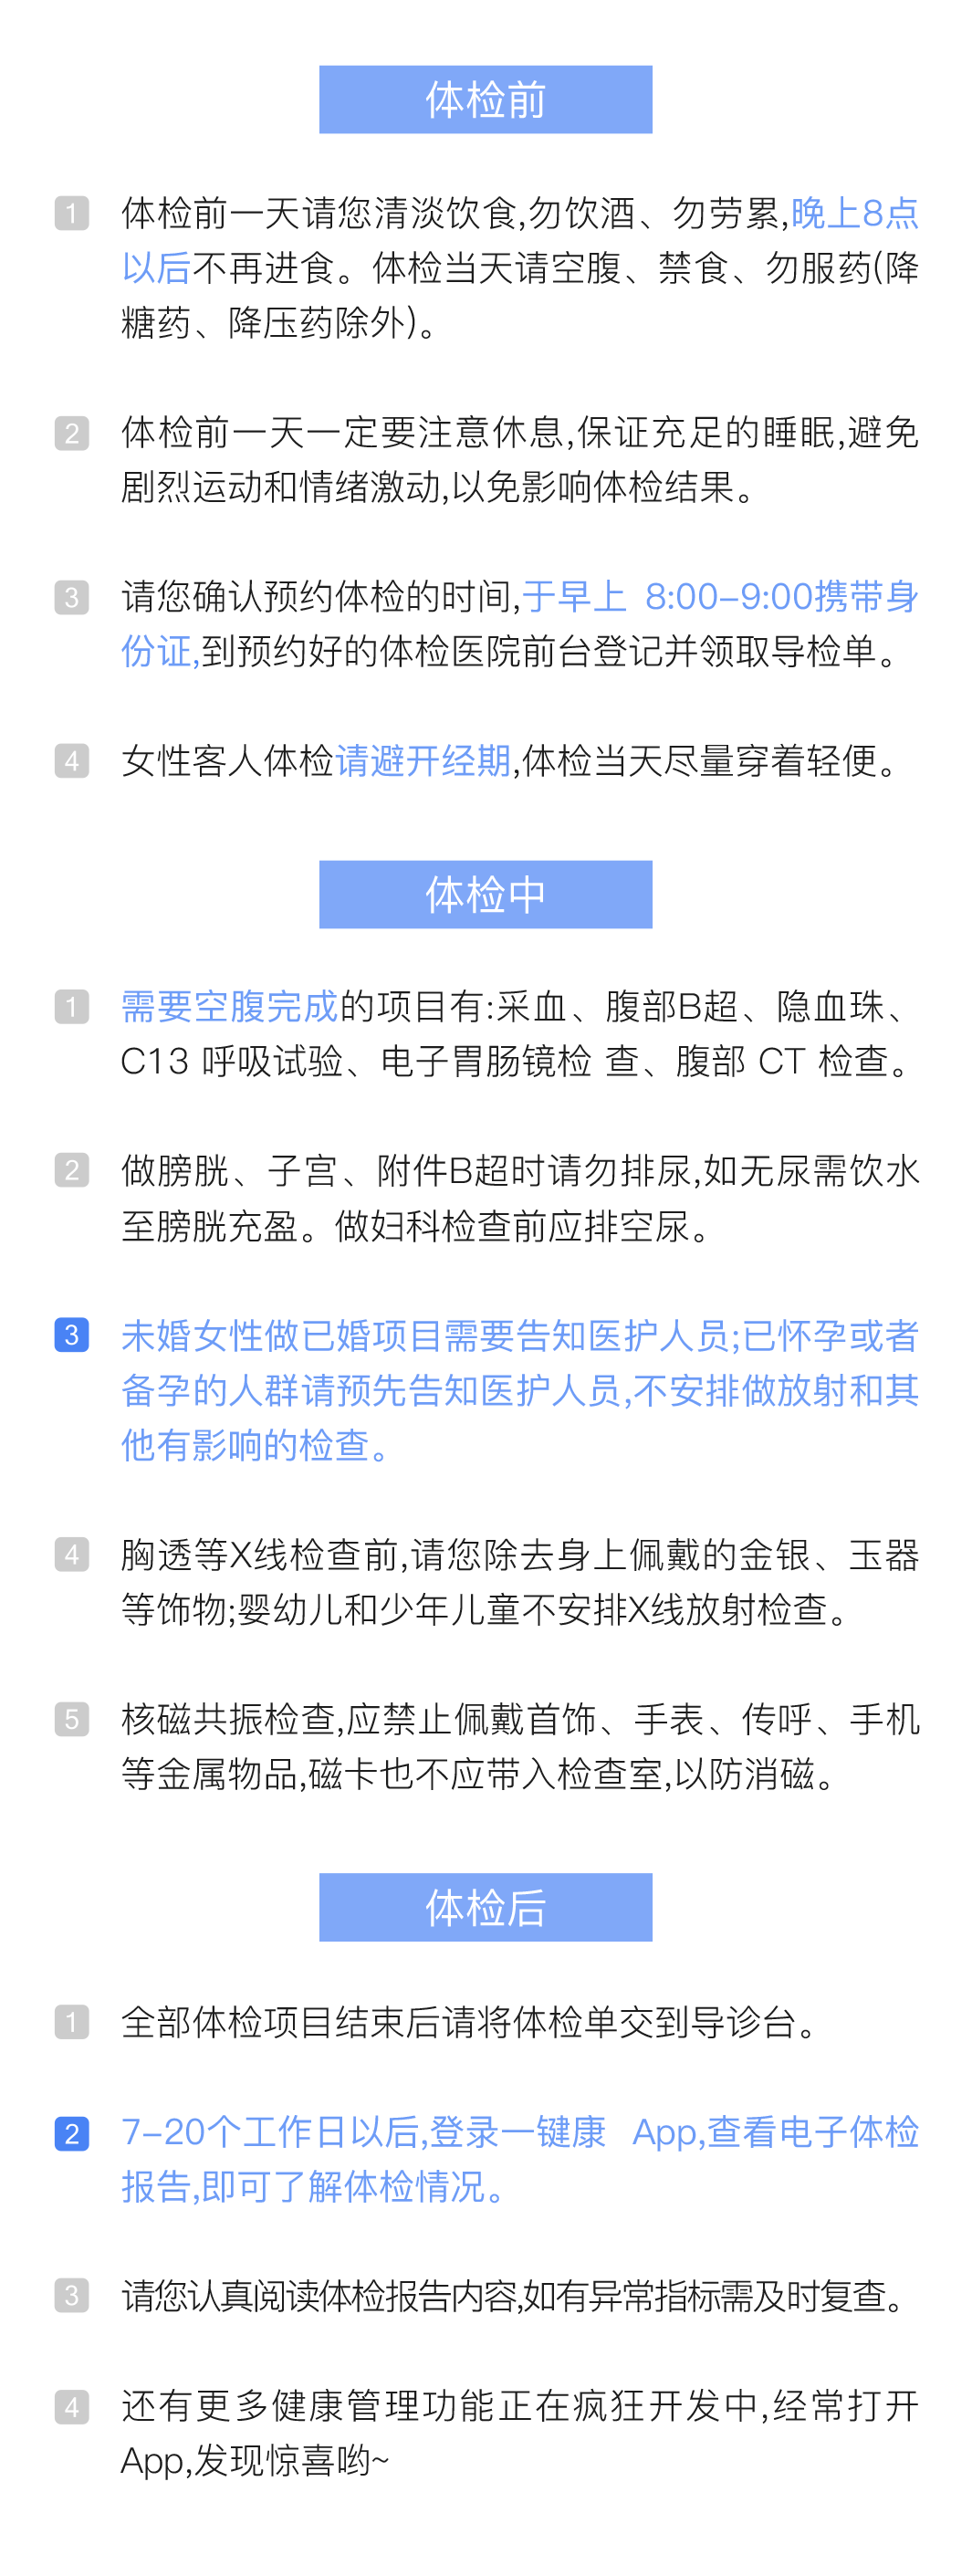 体检前
1 体检前一天请您清淡饮食,勿饮酒、勿劳累,晚上8点
以后不再进食。体检当天请空腹、禁食、勿服药(降
糖药、降压药除外)。
2 体检前一天一定要注意休息,保证充足的睡眠,避免
剧烈运动和情绪激动,以免影响体检结果。
3 请您确认预约体检的时间,于早上 8:00-9:00携带身
份证,到预约好的体检医院前台登记并领取导检单。
4 女性客人体检请避开经期,体检当天尽量穿着轻便。
体检中
1 需要空腹完成的项目有:采血、腹部B超、隐血珠、
C13 呼吸试验、电子胃肠镜检 查、腹部 CT 检查。
2 做膀胱、子宫、附件B超时请勿排尿,如无尿需饮水
至膀胱充盈。做妇科检查前应排空尿。
3 未婚女性做已婚项目需要告知医护人员;已怀孕或者
备孕的人群请预先告知医护人员,不安排做放射和其
他有影响的检查。
4 胸透等X线检查前,请您除去身上佩戴的金银、玉器
等饰物;婴幼儿和少年儿童不安排X线放射检查。
5 核磁共振检查,应禁止佩戴首饰、手表、传呼、手机
等金属物品,磁卡也不应带入检查室,以防消磁。
体检后
1 全部体检项目结束后请将体检单交到导诊台。
2 7-20个工作日以后,登录一键康 App,查看电子体检
报告,即可了解体检情况。
3 请您认真阅读体检报告内容,如有异常指标需及时复查。
4 还有更多健康管理功能正在疯狂开发中,经常打开
App,发现惊喜哟~